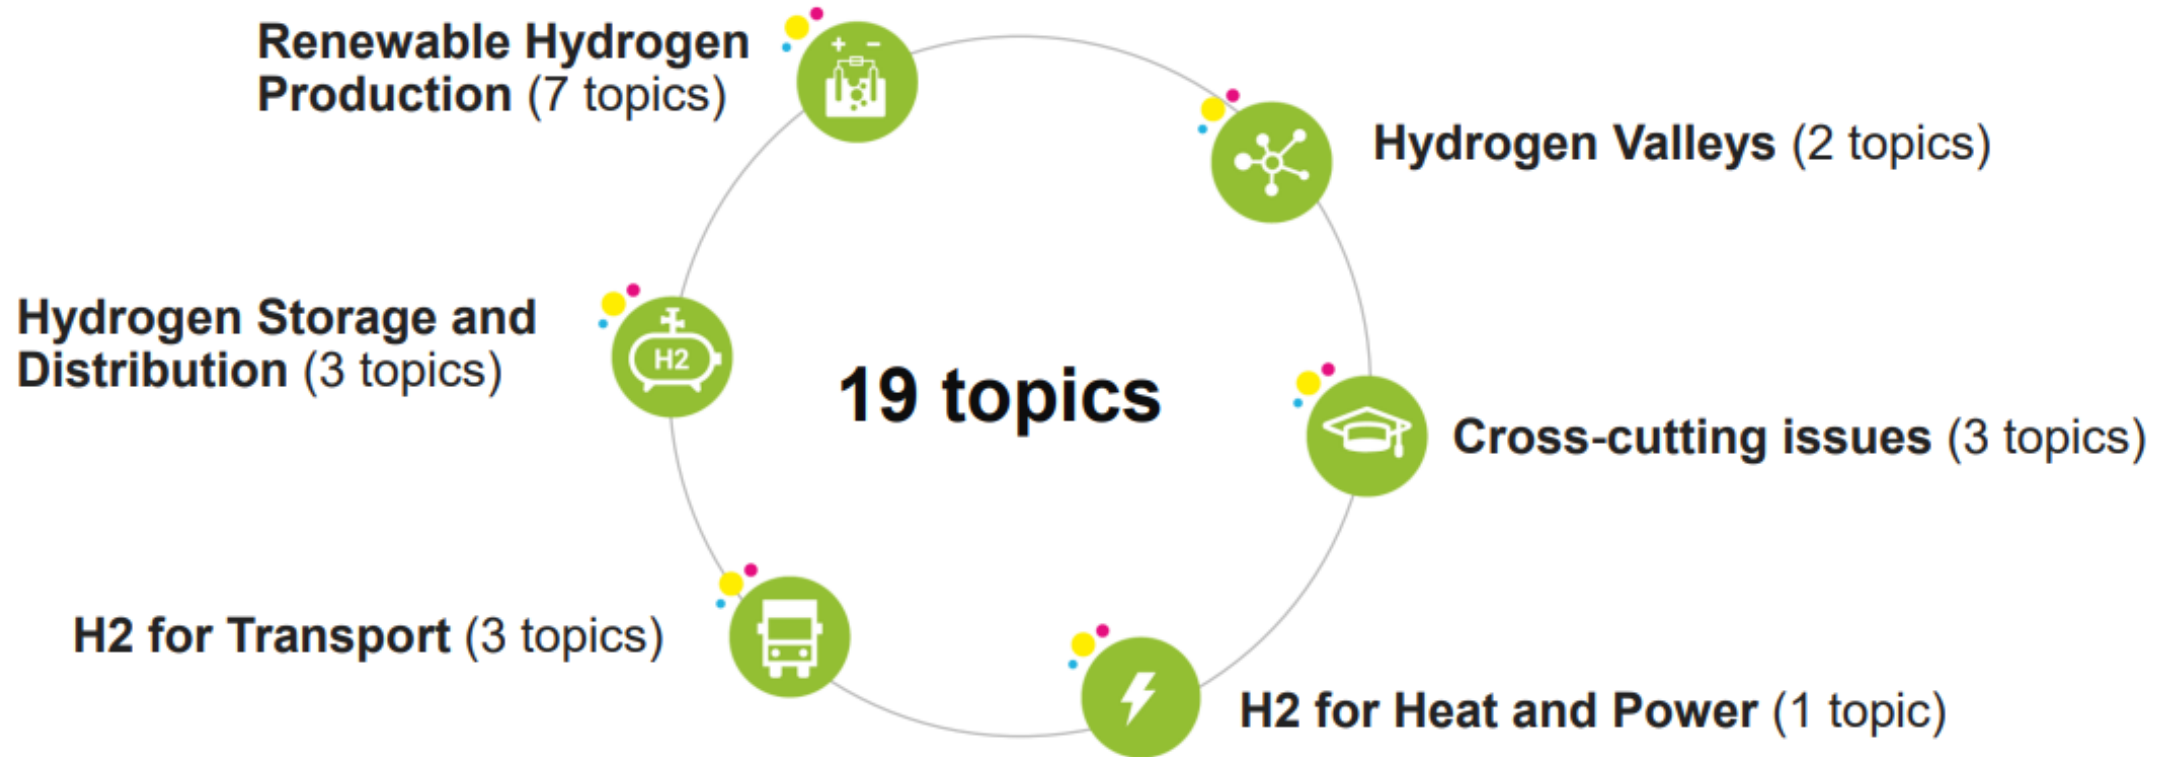 Renewable Hydrogen
Production (7 topics)
+ −
Hydrogen Valleys (2 topics)
Hydrogen Storage and
Distribution (3 topics)
H2
19 topics
Cross-cutting issues (3 topics)
H2 for Transport (3 topics)
H2 for Heat and Power (1 topic)